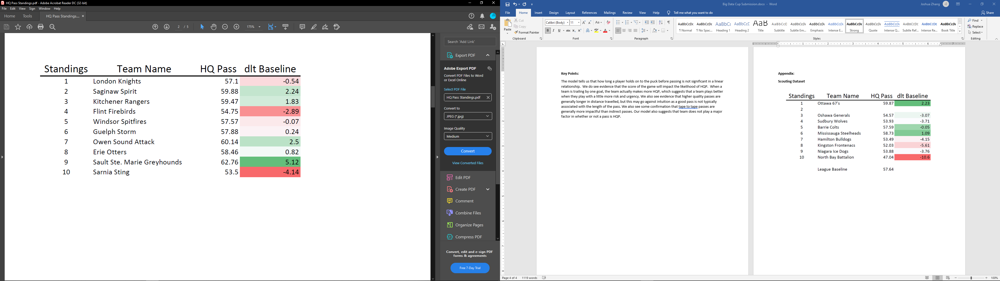 HQ Pass Standings.pdf - Adobe Acrobat Reader DC (32-bit)
File Edit View Sign Window Help
Home Tools HQ Pass Standings.... ×
2 / 5 175%
Standings Team Name HQ Pass dlt Baseline
1 London Knights 57.1 -0.54
2 Saginaw Spirit 59.88 2.24
3 Kitchener Rangers 59.47 1.83
4 Flint Firebirds 54.75 -2.89
5 Windsor Spitfires 57.57 -0.07
6 Guelph Storm 57.88 0.24
7 Owen Sound Attack 60.14 2.5
8 Erie Otters 58.46 0.82
9 Sault Ste. Marie Greyhounds 62.76 5.12
10 Sarnia Sting 53.5 -4.14
Search 'Add Link'
Export PDF
Adobe Export PDF
Convert PDF Files to Word
or Excel Online
Select PDF File
HQ Pass Standings.pdf
Convert to
JPEG (*.jpg)
Image Quality
Medium
Convert
View Converted Files
Edit PDF
Create PDF
Comment
Combine Files
Organize Pages
Compress PDF
Convert, edit and e-sign PDF
forms & agreements
Free 7-Day Trial
Big Data Cup Submission.docx - Word
Joshua Zhang JZ
File Home Insert Design Layout References Mailings Review View Help Tell me what you want to do Share
Paste
Cut
Copy
Format Painter
Clipboard
Calibri (Body) 11
Font
Paragraph
AaBbCcDc AaBbCcDc AaBbCc AaBbCcC AaB AaBbCcD AaBbCcDc AaBbCcDc AaBbCcDc AaBbCcDc AaBbCcDc AaBbCcDc AaBbCcDc AaBbCcDc AaBbCcDc
¶ Normal ¶ No Spac... Heading 1 Heading 2 Title Subtitle Subtle Em... Emphasis Intense E... Strong Quote Intense Q... Subtle Ref... Intense Re... Book Title
Styles
Find
Replace
Select
Editing
Key Points:
The model tells us that how long a player holds on to the puck before passing is not significant in a linear
relationship. We do see evidence that the score of the game will impact the likelihood of HQP. When a
team is trailing by one goal, the team actually makes more HQP, which suggests that a team plays better
when they play with a little more risk and urgency. We also see evidence that higher quality passes are
generally longer in distance travelled, but this may go against intuition as a good pass is not typically
associated with the length of the pass. We also see some confirmation that tape to tape passes are
generally more impactful than indirect passes. Our model also suggests that team does not play a major
factor in whether or not a pass is HQP.
Appendix:
Scouting Dataset
Standings Team Name HQ Pass dlt Baseline
1 Ottawa 67's 59.87 2.23
2
3 Oshawa Generals 54.57 -3.07
4 Sudbury Wolves 53.93 -3.71
5 Barrie Colts 57.59 -0.05
6 Mississauga Steelheads 58.73 1.09
7 Hamilton Bulldogs 53.49 -4.15
8 Kingston Frontenacs 52.03 -5.61
9 Niagara Ice Dogs 53.88 -3.76
10 North Bay Battalion 47.04 -10.6
League Baseline 57.64
Page 4 of 4 1119 words
100%